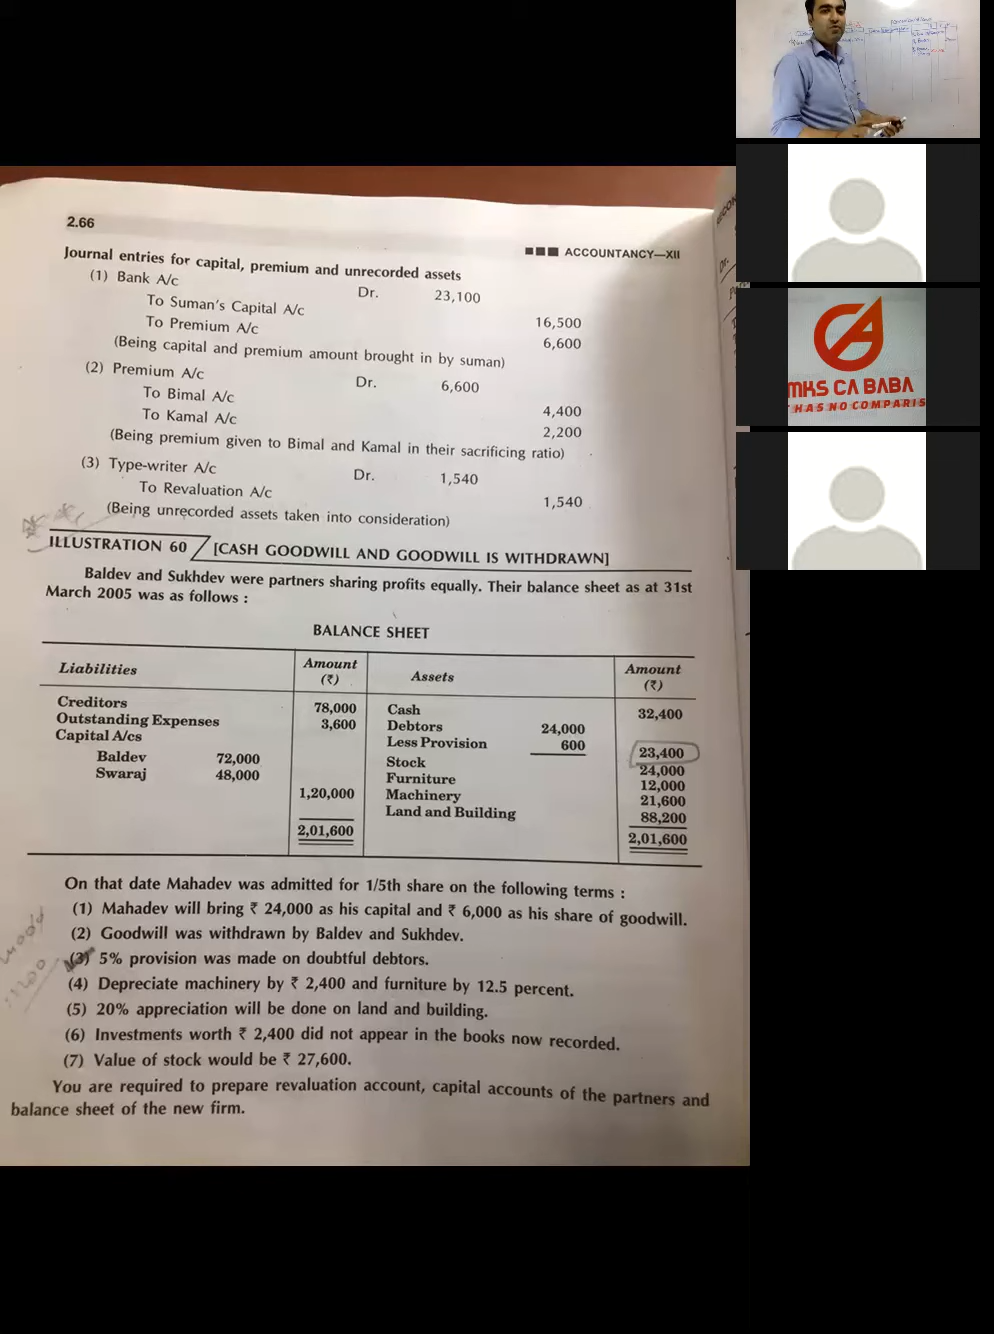 2.66
ACCOUNTANCY—XII
Journal entries for capital, premium and unrecorded assets
(1) Bank A/c Dr. 23,100
To Suman's Capital A/c 16,500
To Premium A/c 6,600
(Being capital and premium amount brought in by suman)
(2) Premium A/c Dr. 6,600
To Bimal A/c 4,400
To Kamal A/c 2,200
(Being premium given to Bimal and Kamal in their sacrificing ratio)
(3) Type-writer A/c Dr. 1,540
To Revaluation A/c 1,540
(Being unrecorded assets taken into consideration)
ILLUSTRATION 60 [CASH GOODWILL AND GOODWILL IS WITHDRAWN]
Baldev and Sukhdev were partners sharing profits equally. Their balance sheet as at 31st
March 2005 was as follows :
BALANCE SHEET
Liabilities Amount (₹) Assets Amount (₹)
Creditors 78,000 Cash 32,400
Outstanding Expenses 3,600 Debtors 24,000
Capital A/cs Less Provision 600 23,400
Baldev 72,000 Stock 24,000
Swaraj 48,000 Furniture 12,000
1,20,000 Machinery 21,600
Land and Building 88,200
2,01,600 2,01,600
On that date Mahadev was admitted for 1/5th share on the following terms :
(1) Mahadev will bring ₹ 24,000 as his capital and ₹ 6,000 as his share of goodwill.
(2) Goodwill was withdrawn by Baldev and Sukhdev.
(3) 5% provision was made on doubtful debtors.
(4) Depreciate machinery by ₹ 2,400 and furniture by 12.5 percent.
(5) 20% appreciation will be done on land and building.
(6) Investments worth ₹ 2,400 did not appear in the books now recorded.
(7) Value of stock would be ₹ 27,600.
You are required to prepare revaluation account, capital accounts of the partners and
balance sheet of the new firm.
Dr.
MKS CA BABA
HAS NO COMPARIS